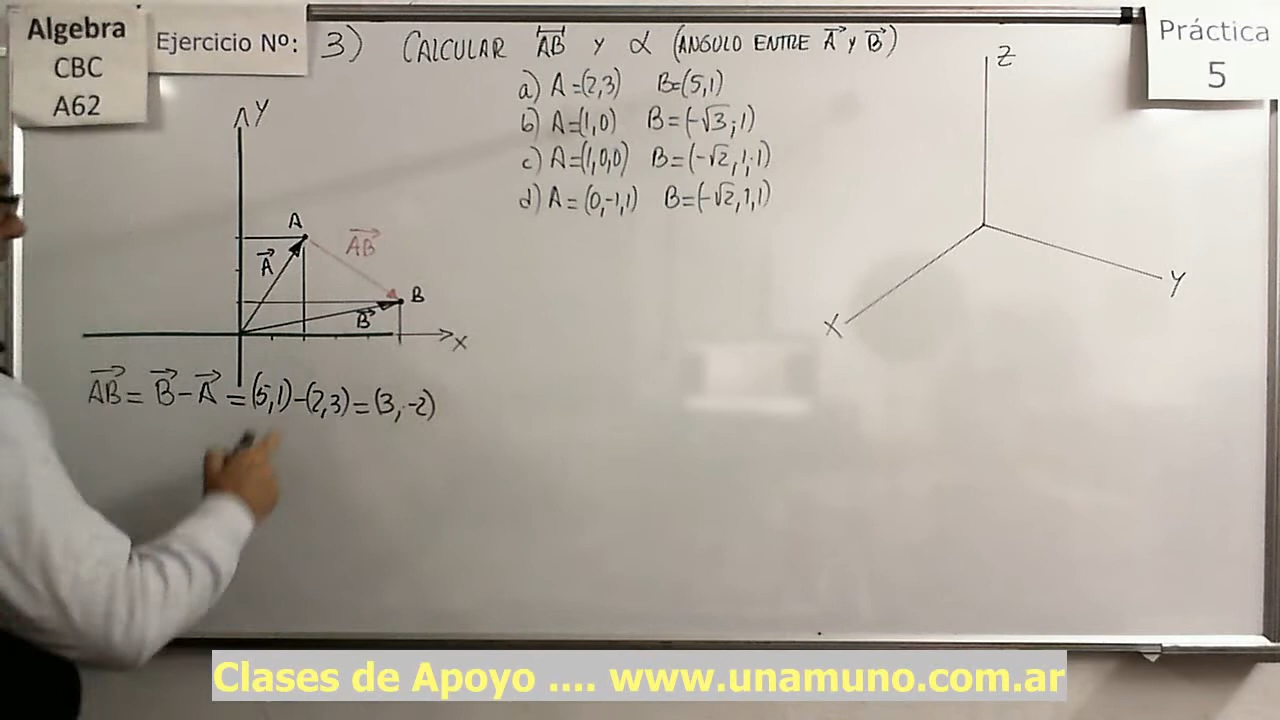 Algebra
CBC
A62
Ejercicio Nº: 3) CALCULAR AB⃗ y α (ANGULO ENTRE A⃗ y B⃗)
Práctica
5
a) A=(2,3) B=(5,1)
b) A=(1,0) B=(-√3,1)
c) A=(1,0,0) B=(-√2,1,1)
d) A=(0,-1,1) B=(-√2,1,1)
Y
A
A⃗
AB⃗
B
B⃗
X
Z
Y
X
AB⃗ = B⃗ - A⃗ = (5,1)-(2,3)=(3,-2)
Clases de Apoyo .... www.unamuno.com.ar